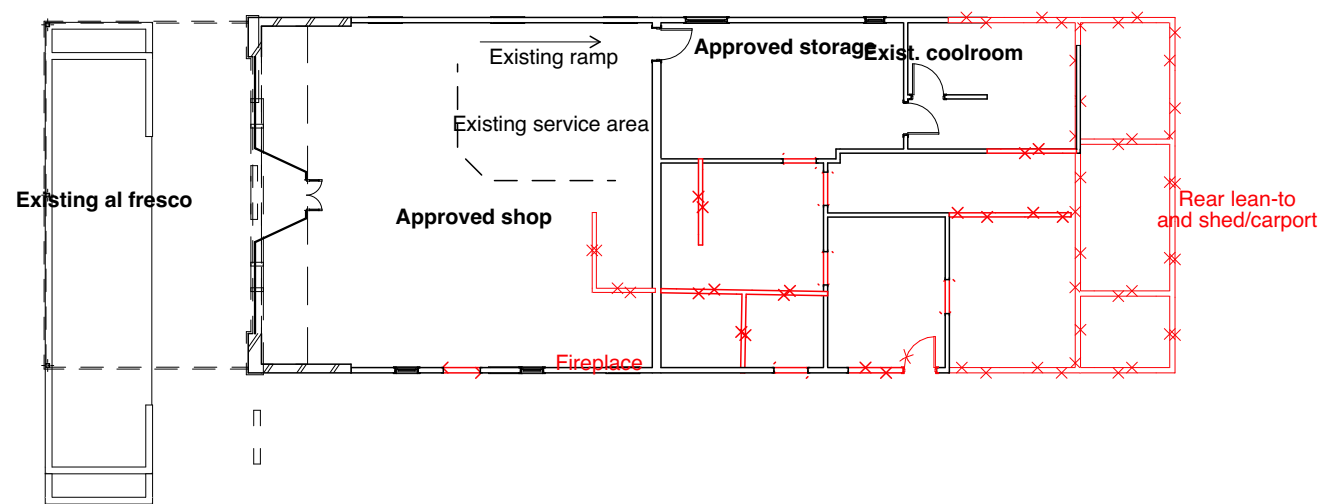 Existing ramp
Approved storage
Exist. coolroom
Existing service area
Existing al fresco
Approved shop
Rear lean-to
and shed/carport
Fireplace